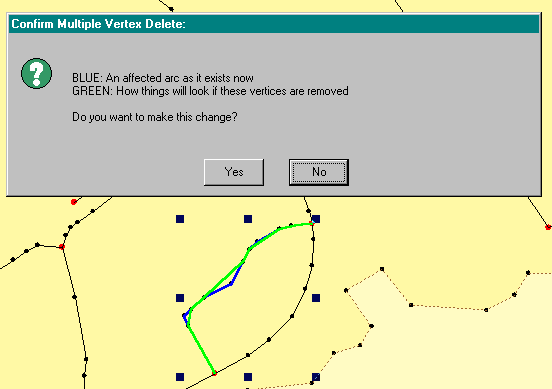 Confirm Multiple Vertex Delete:
BLUE: An affected arc as it exists now
GREEN: How things will look if these vertices are removed
Do you want to make this change?
Yes
No